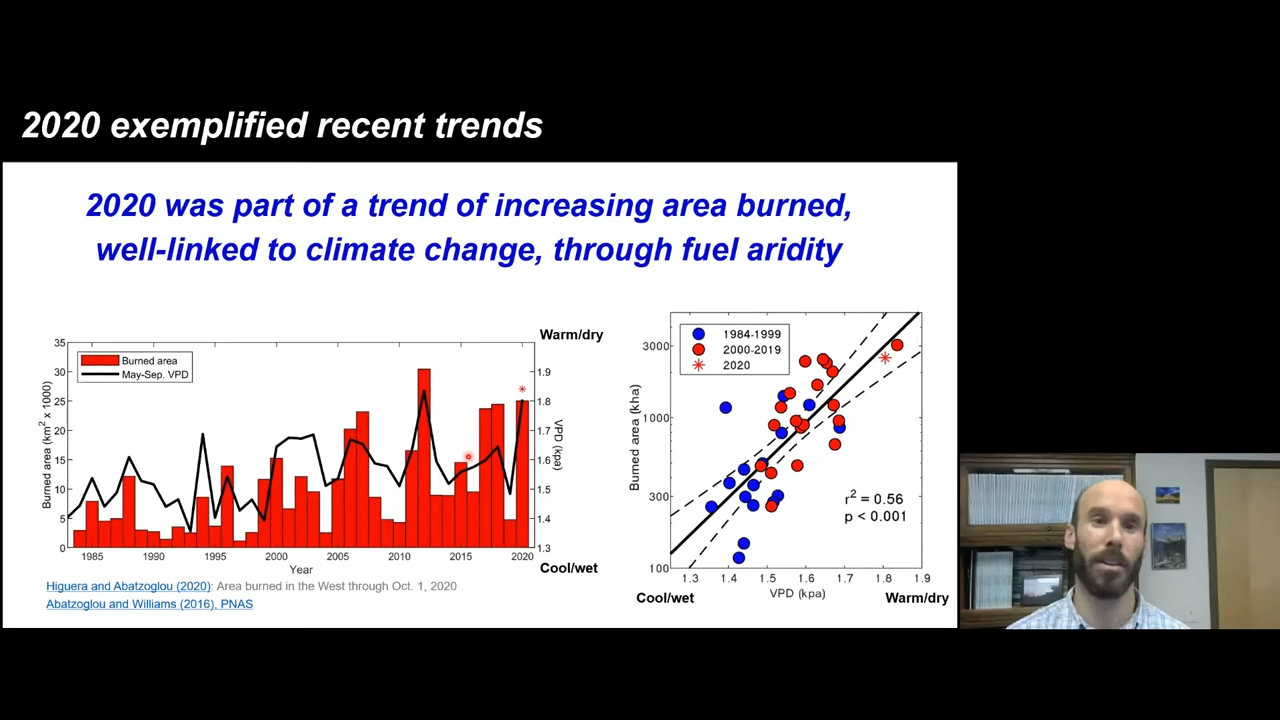 2020 exemplified recent trends
2020 was part of a trend of increasing area burned,
well-linked to climate change, through fuel aridity
Warm/dry
35
30
25
20
15
10
5
0
Burned area (km2 x 1000)
Burned area
May-Sep. VPD
1.9
1.8
1.7
1.6
1.5
1.4
1.3
VPD (kpa)
1985 1990 1995 2000 2005 2010 2015 2020
Year
Cool/wet
Higuera and Abatzoglou (2020): Area burned in the West through Oct. 1, 2020
Abatzoglou and Williams (2016), PNAS
1984-1999
2000-2019
2020
3000
1000
300
100
Burned area (kha)
r2 = 0.56
p < 0.001
1.3 1.4 1.5 1.6 1.7 1.8 1.9
VPD (kpa)
Cool/wet
Warm/dry